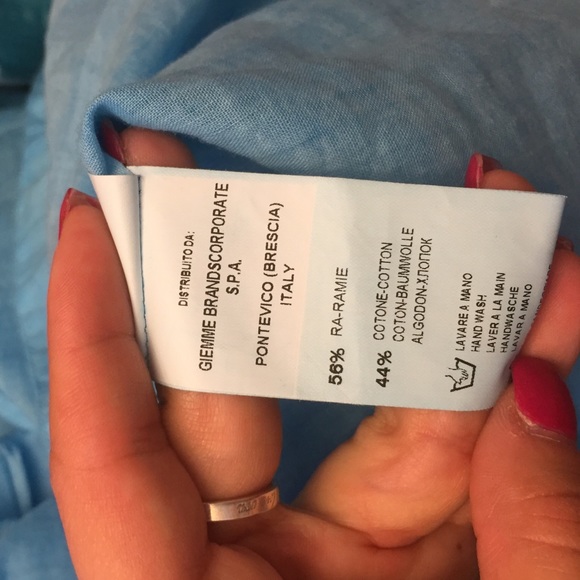 DISTRIBUITO DA:
GIEMME BRANDSCORPORATE
S.P.A.
PONTEVICO (BRESCIA)
ITALY
56% RA-RAMIE
44% COTONE-COTTON
COTON-BAUMWOLLE
ALGODON-ХЛОПОК
LAVARE A MANO
HAND WASH
LAVER A LA MAIN
HANDWASCHE
LAVAR A MANO